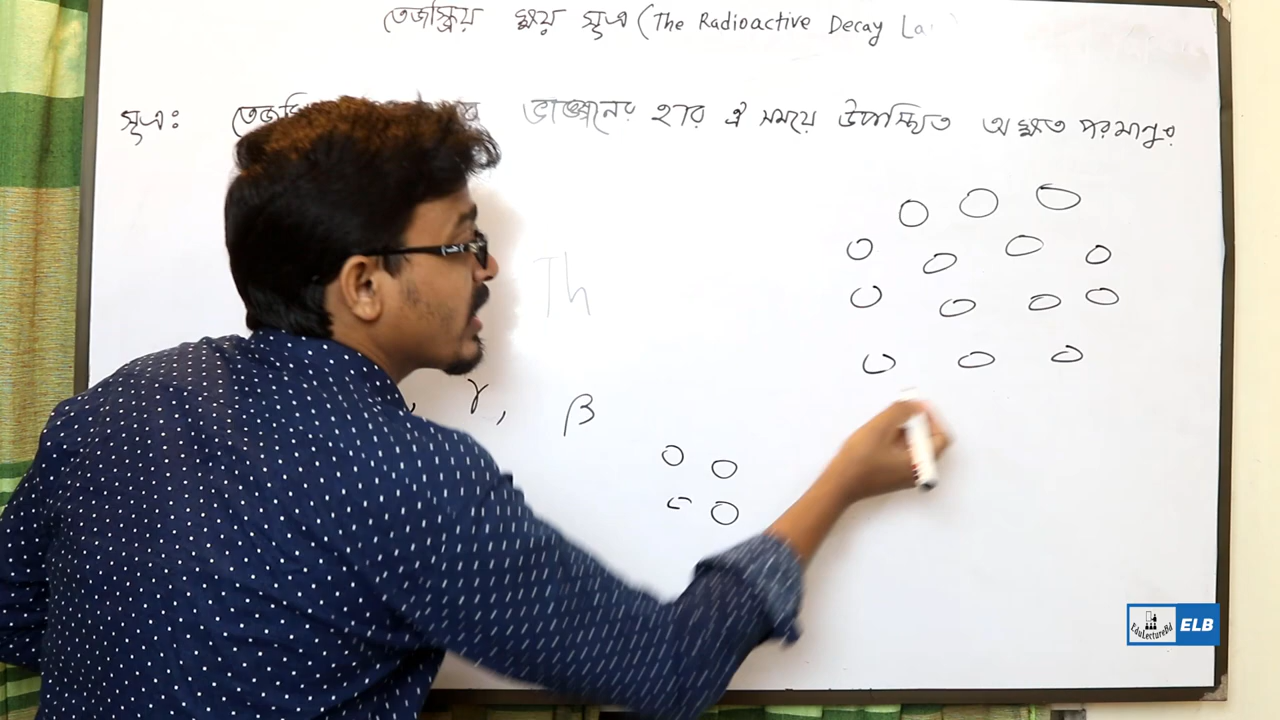 তেজস্ক্রিয় ক্ষয় সূত্র (The Radioactive Decay La
সূত্রঃ ভাঙ্গনের হার ঐ সময়ে উপস্থিত অক্ষত পরমানুর
Th
, γ, β
EduLectureBd ELB